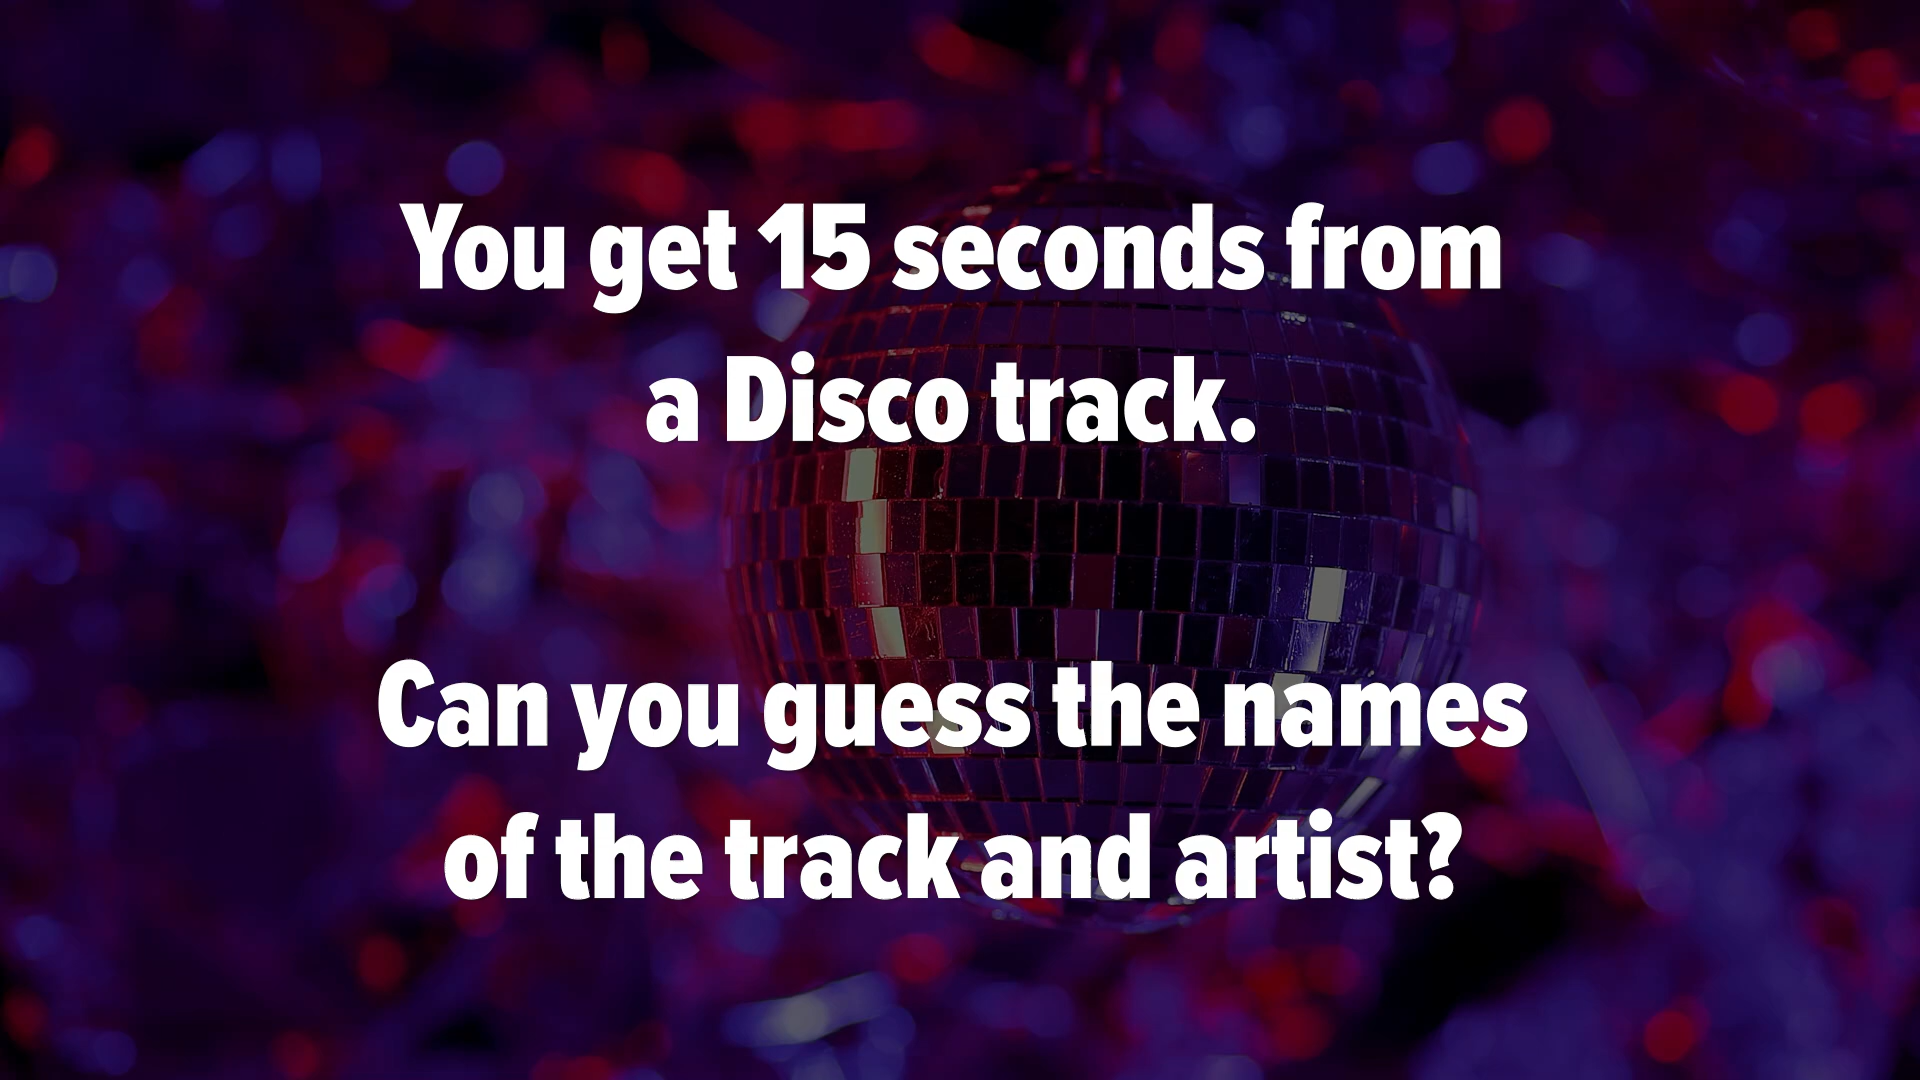 You get 15 seconds from
a Disco track.
Can you guess the names
of the track and artist?